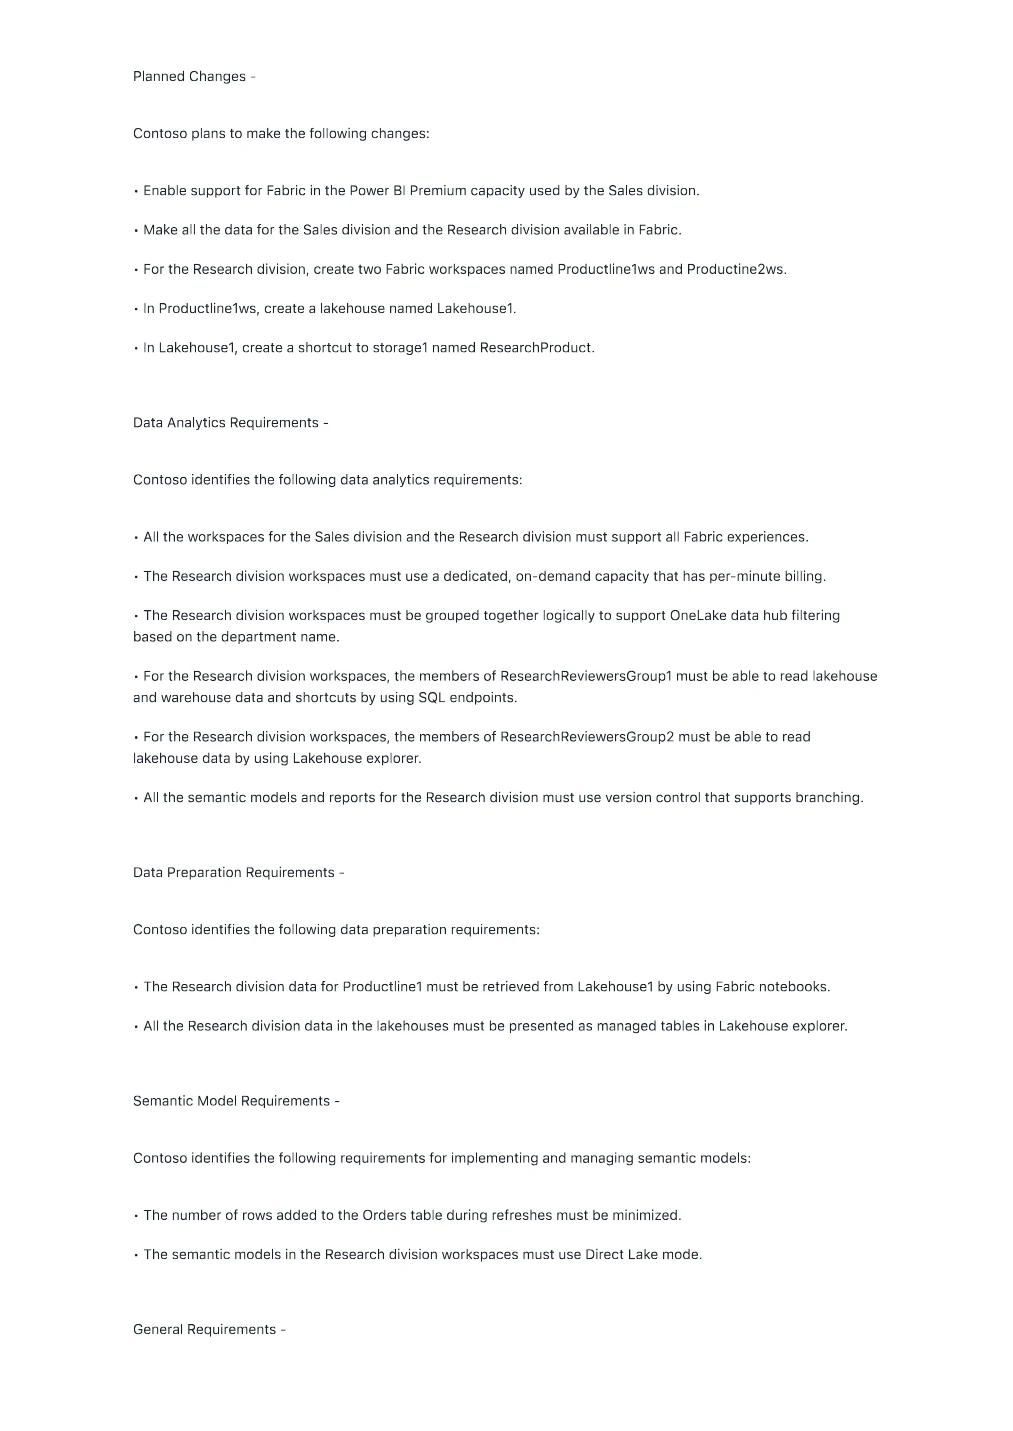 Planned Changes -
Contoso plans to make the following changes:
• Enable support for Fabric in the Power BI Premium capacity used by the Sales division.
• Make all the data for the Sales division and the Research division available in Fabric.
• For the Research division, create two Fabric workspaces named Productline1ws and Productine2ws.
• In Productline1ws, create a lakehouse named Lakehouse1.
• In Lakehouse1, create a shortcut to storage1 named ResearchProduct.
Data Analytics Requirements -
Contoso identifies the following data analytics requirements:
• All the workspaces for the Sales division and the Research division must support all Fabric experiences.
• The Research division workspaces must use a dedicated, on-demand capacity that has per-minute billing.
• The Research division workspaces must be grouped together logically to support OneLake data hub filtering
based on the department name.
• For the Research division workspaces, the members of ResearchReviewersGroup1 must be able to read lakehouse
and warehouse data and shortcuts by using SQL endpoints.
• For the Research division workspaces, the members of ResearchReviewersGroup2 must be able to read
lakehouse data by using Lakehouse explorer.
• All the semantic models and reports for the Research division must use version control that supports branching.
Data Preparation Requirements -
Contoso identifies the following data preparation requirements:
• The Research division data for Productline1 must be retrieved from Lakehouse1 by using Fabric notebooks.
• All the Research division data in the lakehouses must be presented as managed tables in Lakehouse explorer.
Semantic Model Requirements -
Contoso identifies the following requirements for implementing and managing semantic models:
• The number of rows added to the Orders table during refreshes must be minimized.
• The semantic models in the Research division workspaces must use Direct Lake mode.
General Requirements -